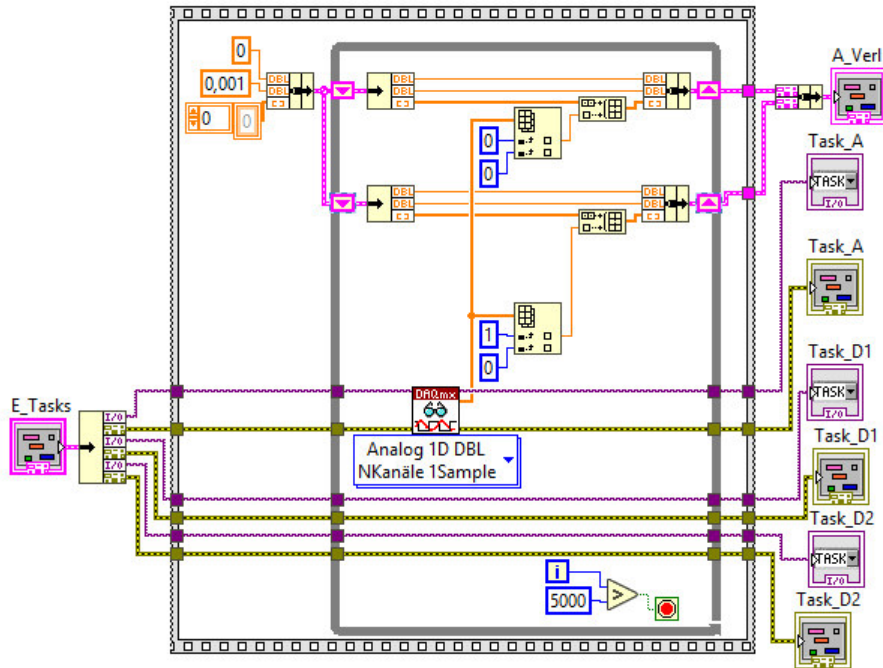 A_Verl
0
0,001
DBL
DBL
0
0
DBL
DBL
DBL
DBL
0
0
Task_A
TASK
I/O
DBL
DBL
DBL
DBL
Task_A
1
0
Task_D1
TASK
I/O
E_Tasks
DAQmx
I/O
I/O
I/O
Analog 1D DBL
NKanäle 1Sample
Task_D1
Task_D2
TASK
I/O
i
5000
>
Task_D2